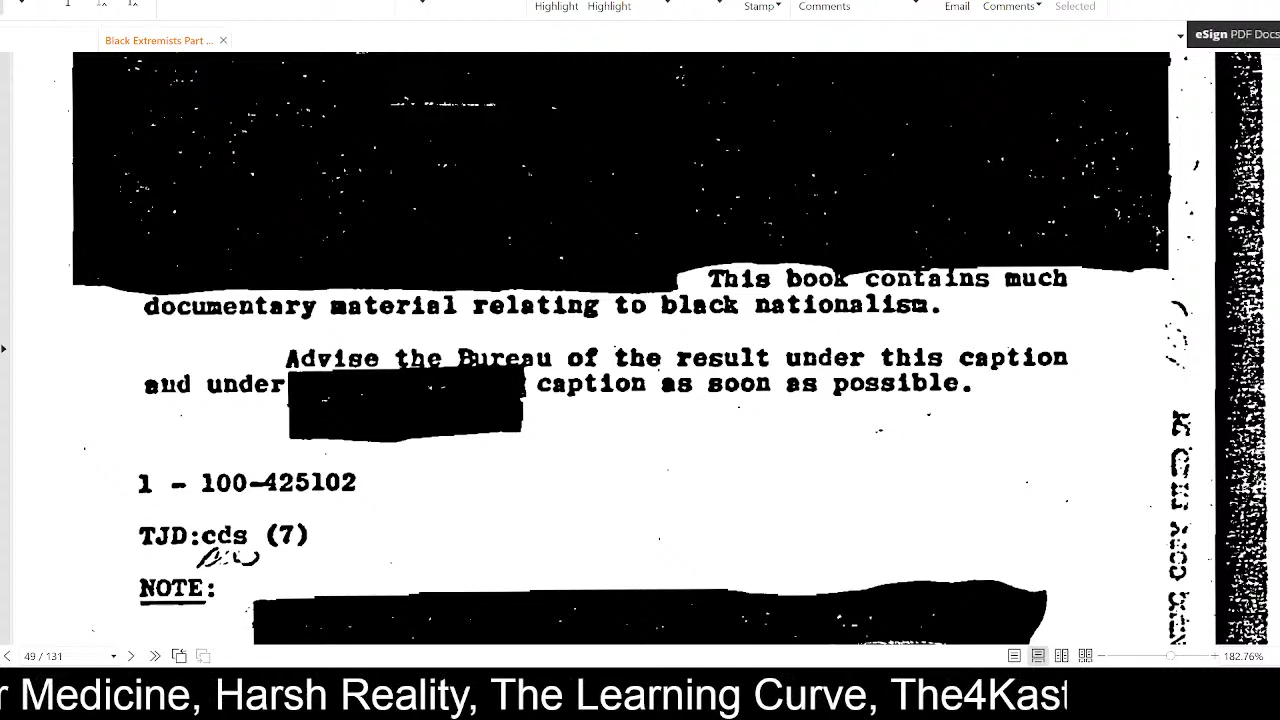 Highlight Highlight Stamp Comments Email Comments Selected
eSign PDF Docs
Black Extremists Part ...
This book contains much
documentary material relating to black nationalism.
Advise the Bureau of the result under this caption
and under caption as soon as possible.
1 - 100-425102
TJD:cds (7)
NOTE:
49 / 131
182.76%
r Medicine, Harsh Reality, The Learning Curve, The4Kast